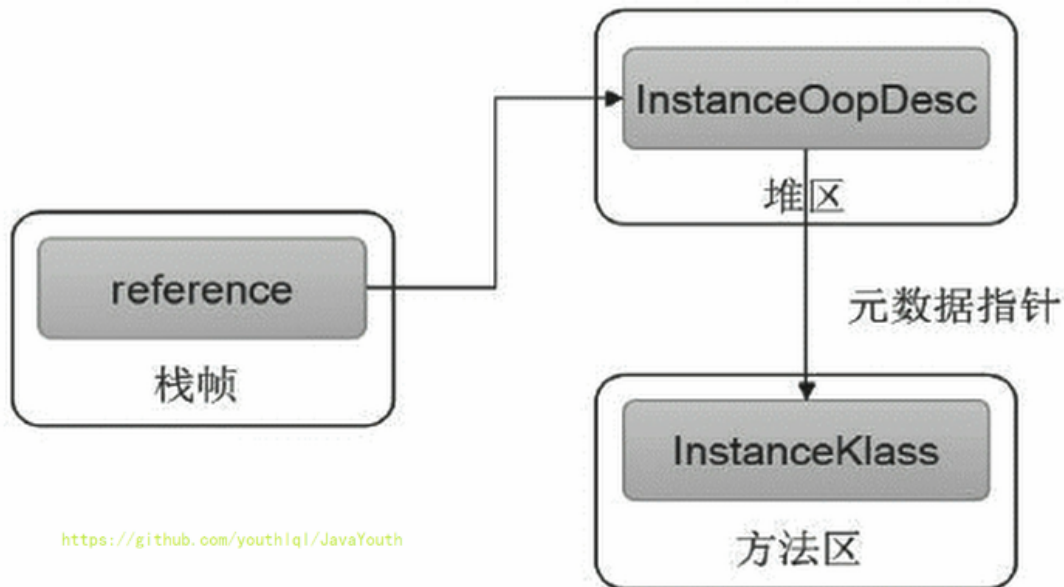 InstanceOopDesc
堆区
reference
栈帧
元数据指针
InstanceKlass
方法区
https://github.com/youthlql/JavaYouth